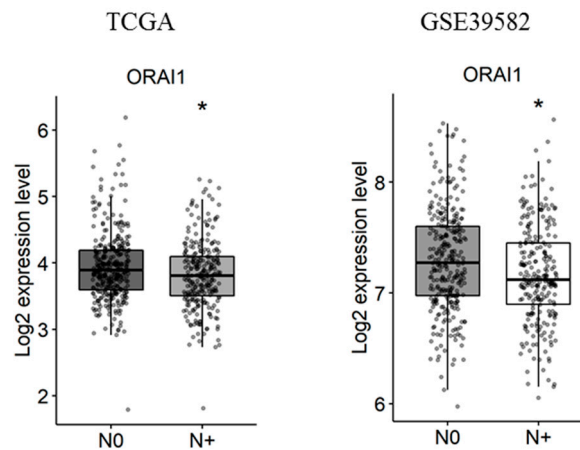 TCGA
GSE39582
ORAI1
*
Log2 expression level
6
5
4
3
2
N0
N+
ORAI1
*
Log2 expression level
8
7
6
N0
N+